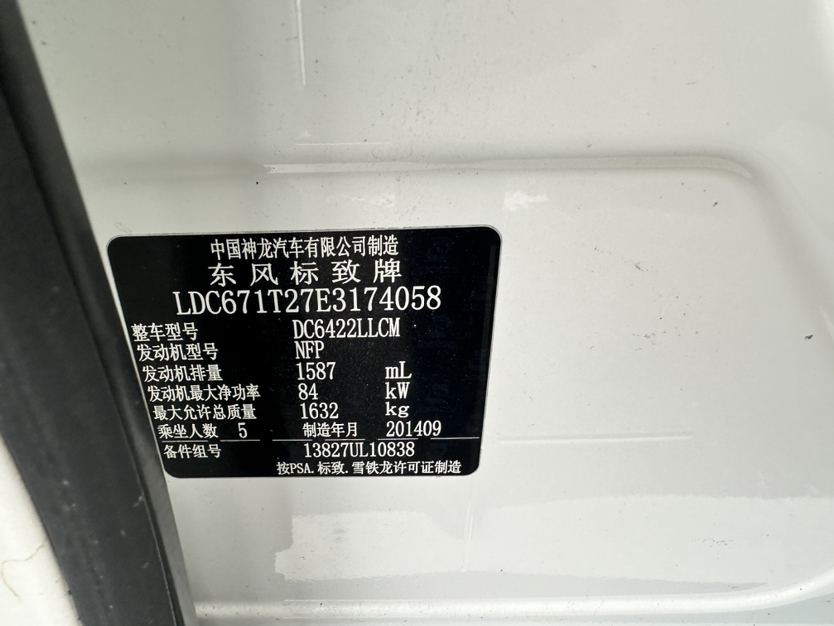 中国神龙汽车有限公司制造
东风标致牌
LDC671T27E3174058
整车型号 DC6422LLCM
发动机型号 NFP
发动机排量 1587 mL
发动机最大净功率 84 kW
最大允许总质量 1632 kg
乘坐人数 5 制造年月 201409
备件组号 13827UL10838
按PSA.标致.雪铁龙许可证制造